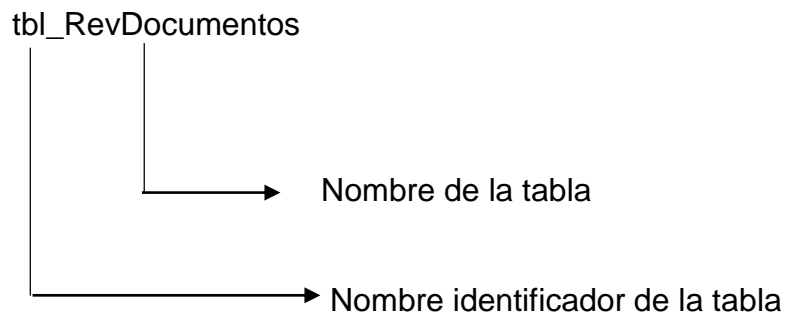 tbl_RevDocumentos
Nombre de la tabla
Nombre identificador de la tabla